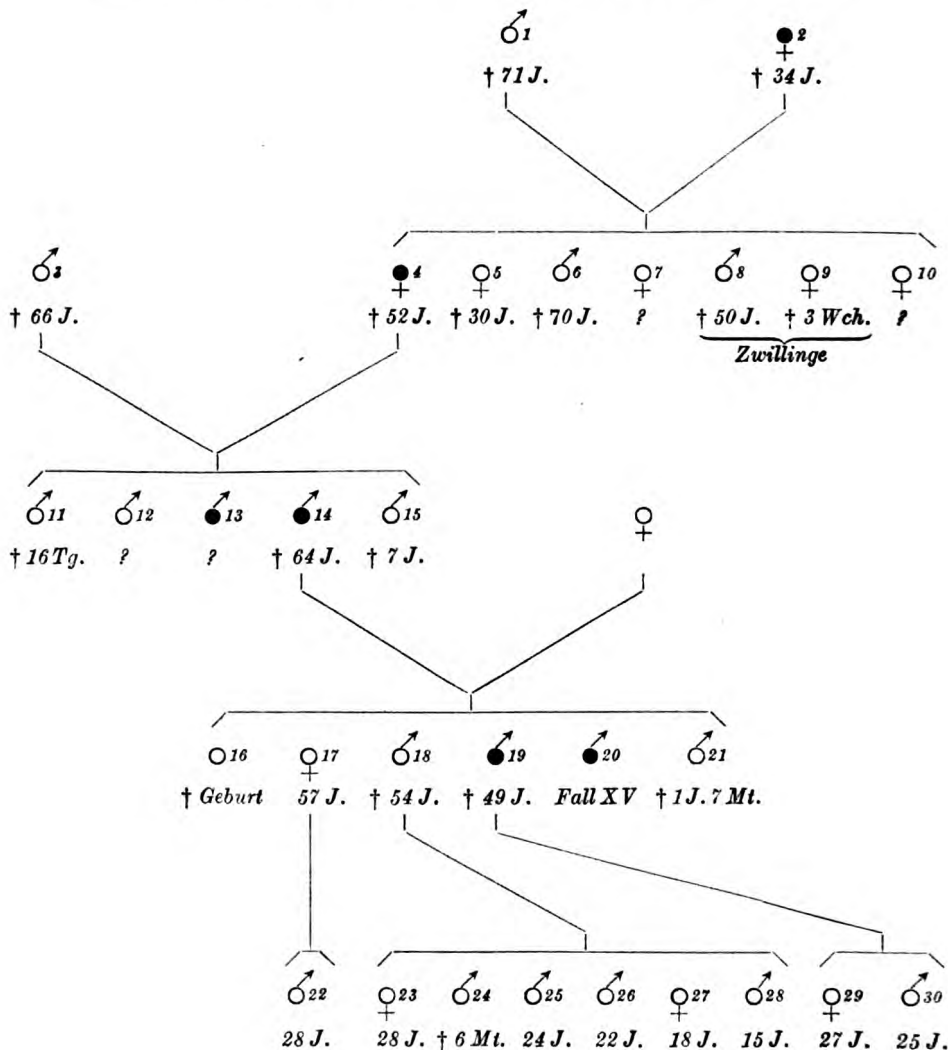 1 2
† 71 J. † 34 J.
3 4 5 6 7 8 9 10
† 66 J. † 52 J. † 30 J. † 70 J. ? † 50 J. † 3 Wch. ?
Zwillinge
11 12 13 14 15
† 16 Tg. ? ? † 64 J. † 7 J.
16 17 18 19 20 21
† Geburt 57 J. † 54 J. † 49 J. Fall XV † 1 J. 7 Mt.
22 23 24 25 26 27 28 29 30
28 J. 28 J. † 6 Mt. 24 J. 22 J. 18 J. 15 J. 27 J. 25 J.